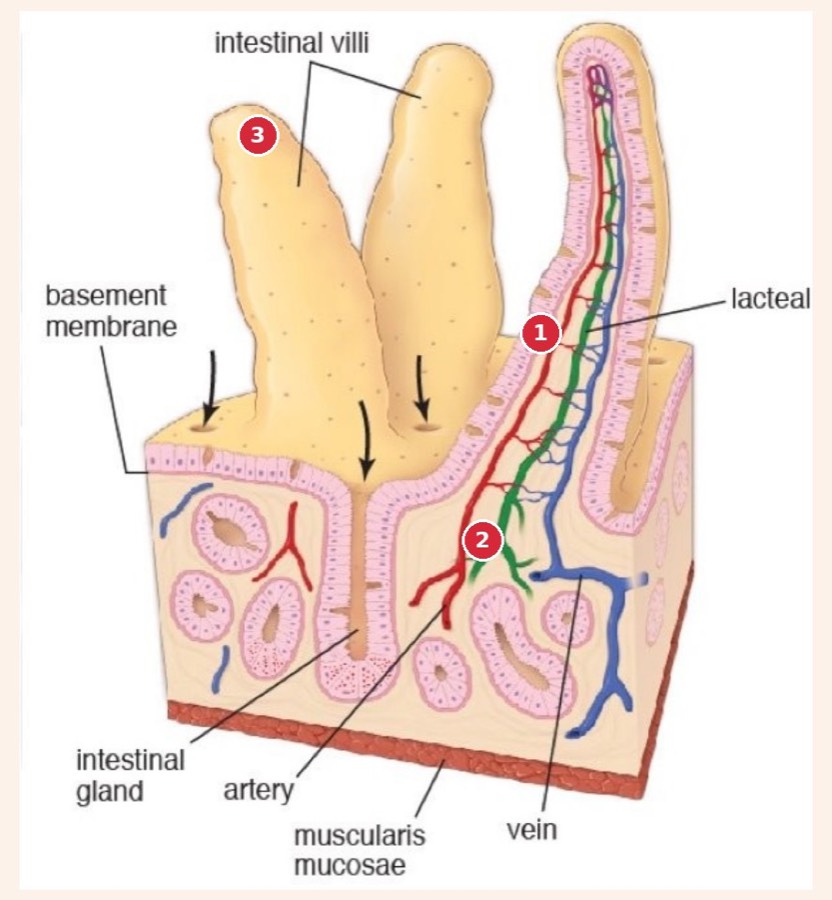 intestinal villi
3
basement
membrane
lacteal
1
2
intestinal
gland
artery
muscularis
mucosae
vein